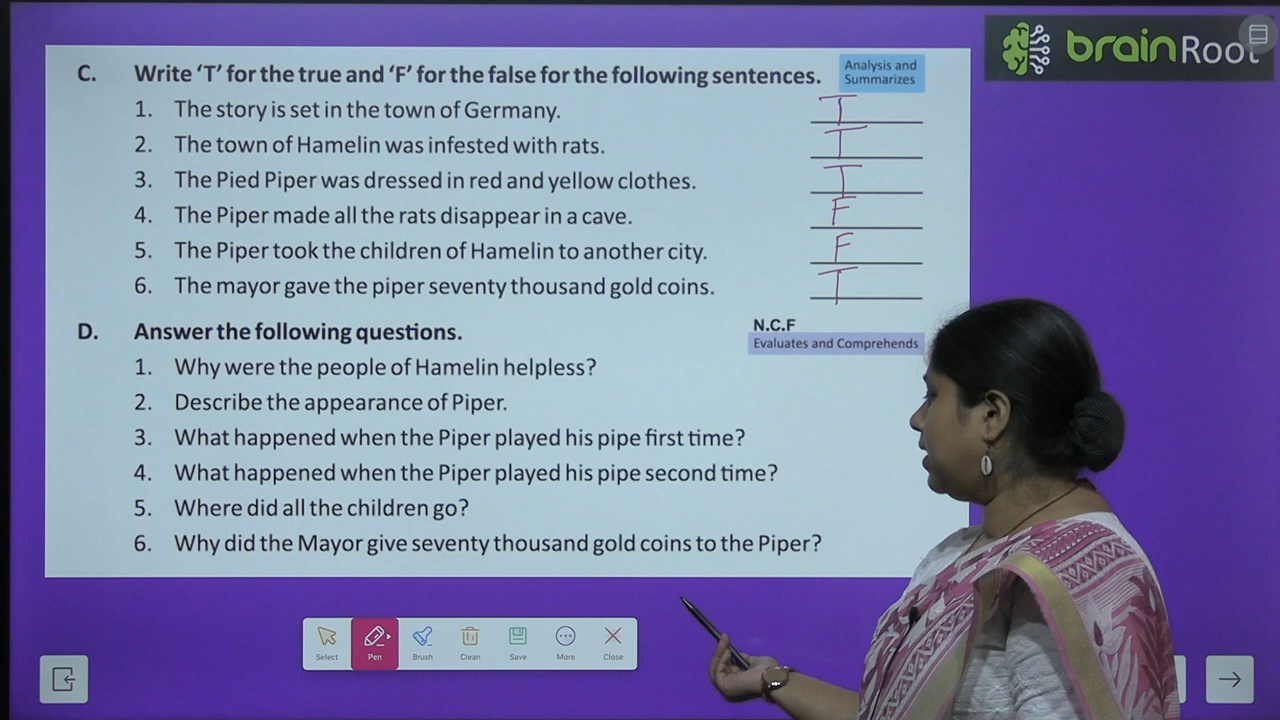 brainRoot
C. Write ‘T’ for the true and ‘F’ for the false for the following sentences.
Analysis and
Summarizes
1. The story is set in the town of Germany. T
2. The town of Hamelin was infested with rats. T
3. The Pied Piper was dressed in red and yellow clothes. T
4. The Piper made all the rats disappear in a cave. F
5. The Piper took the children of Hamelin to another city. F
6. The mayor gave the piper seventy thousand gold coins. T
D. Answer the following questions.
N.C.F
Evaluates and Comprehends
1. Why were the people of Hamelin helpless?
2. Describe the appearance of Piper.
3. What happened when the Piper played his pipe first time?
4. What happened when the Piper played his pipe second time?
5. Where did all the children go?
6. Why did the Mayor give seventy thousand gold coins to the Piper?
Select Pen Brush Clean Save More Close